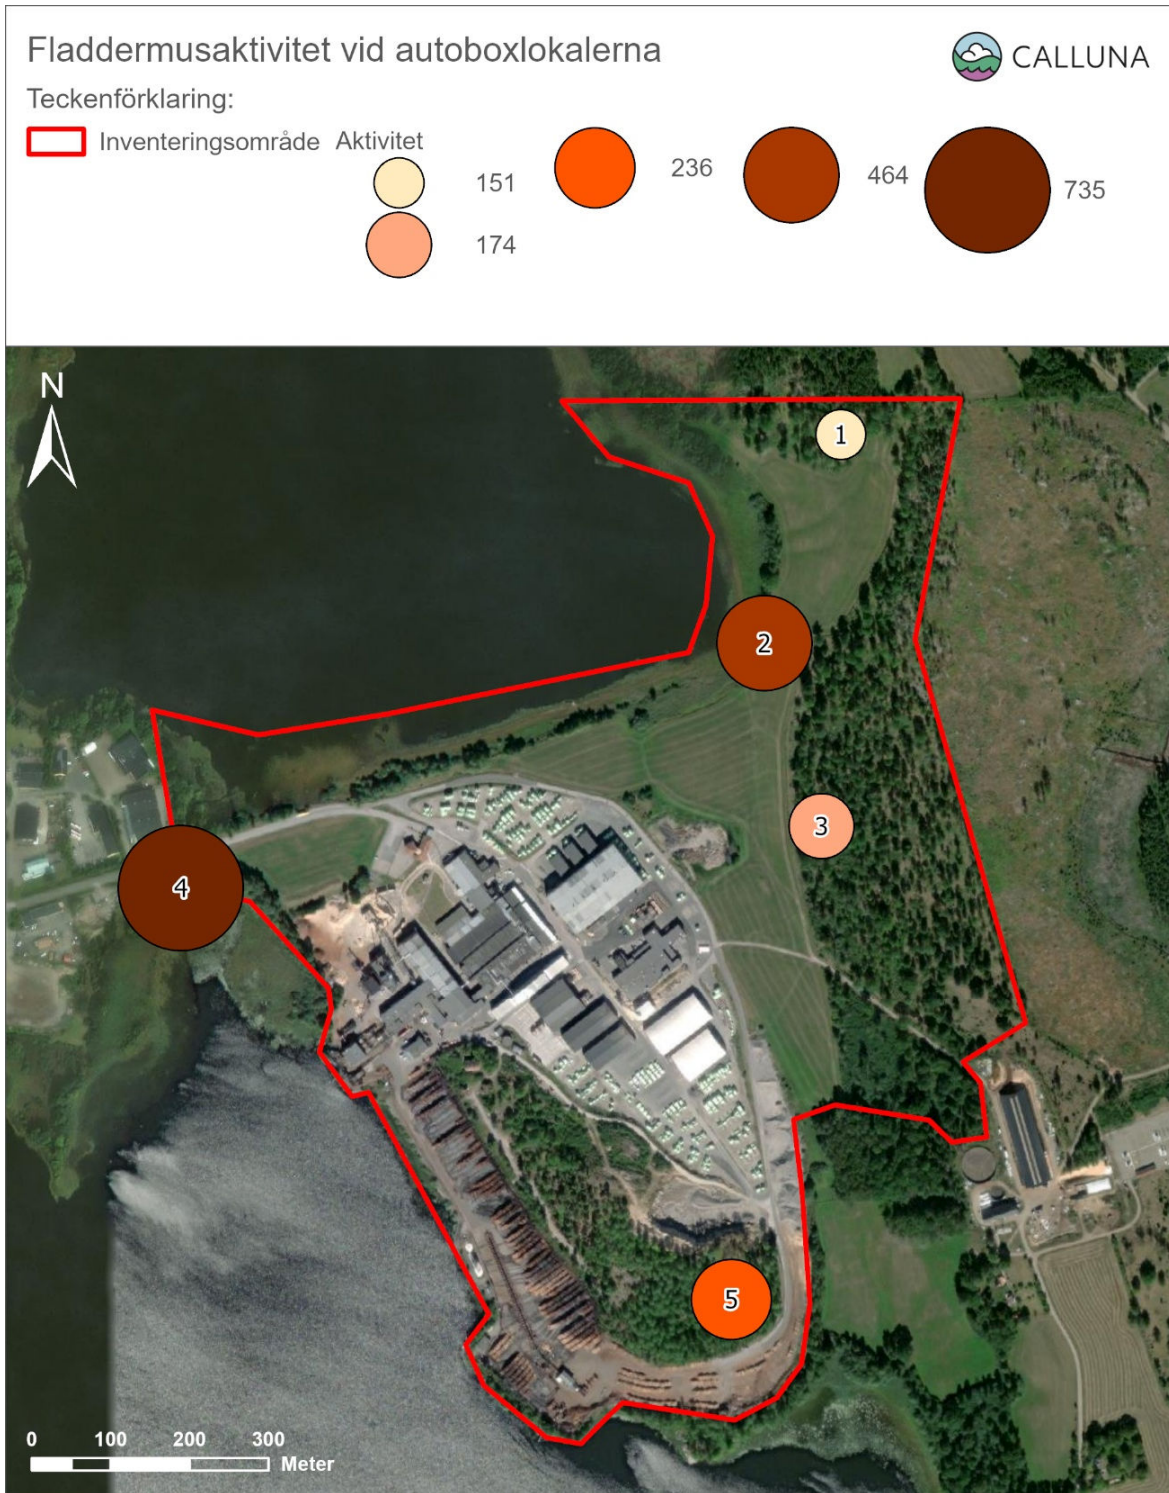 Fladdermusaktivitet vid autoboxlokalerna
CALLUNA
Teckenförklaring:
Inventeringsområde Aktivitet
151
174
236
464
735
N
1
2
3
4
5
0 100 200 300
Meter